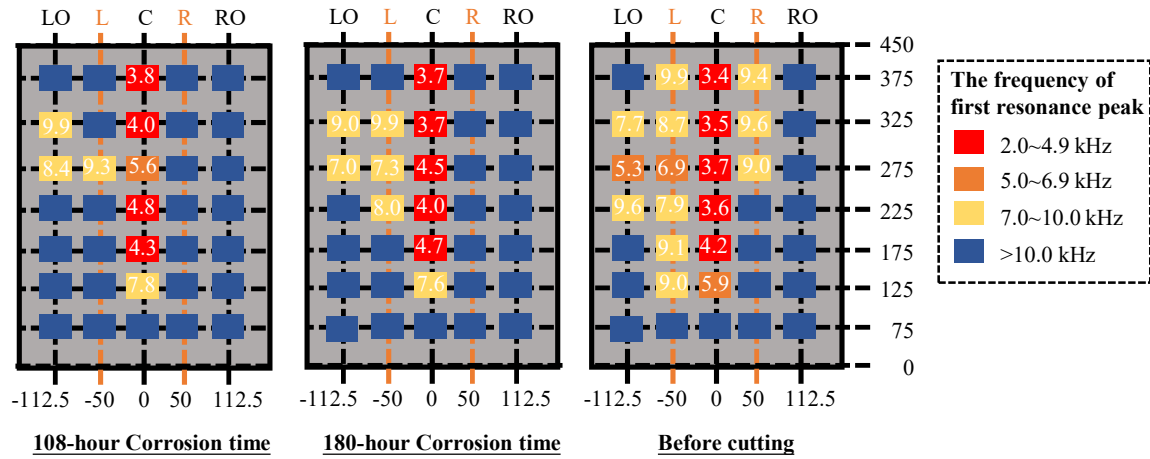 LO L C R RO LO L C R RO LO L C R RO
450
3.8 3.7 9.9 3.4 9.4 375
9.9 4.0 9.0 9.9 3.7 7.7 8.7 3.5 9.6 325
8.4 9.3 5.6 7.0 7.3 4.5 5.3 6.9 3.7 9.0 275
4.8 8.0 4.0 9.6 7.9 3.6 225
4.3 4.7 9.1 4.2 175
7.8 7.6 9.0 5.9 125
75
0
-112.5 -50 0 50 112.5 -112.5 -50 0 50 112.5 -112.5 -50 0 50 112.5
108-hour Corrosion time 180-hour Corrosion time Before cutting
The frequency of
first resonance peak
2.0~4.9 kHz
5.0~6.9 kHz
7.0~10.0 kHz
>10.0 kHz